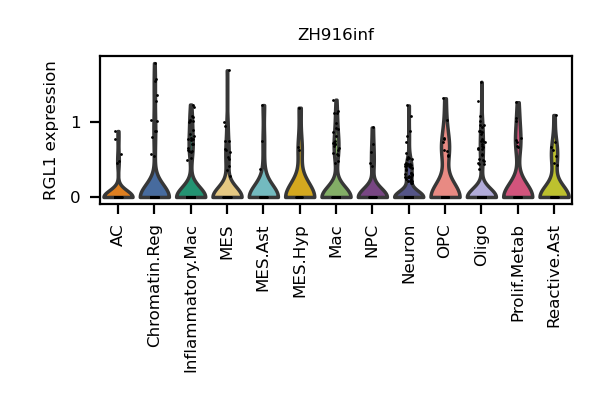 ZH916inf
RGL1 expression
1
0
AC
Chromatin.Reg
Inflammatory.Mac
MES
MES.Ast
MES.Hyp
Mac
NPC
Neuron
OPC
Oligo
Prolif.Metab
Reactive.Ast